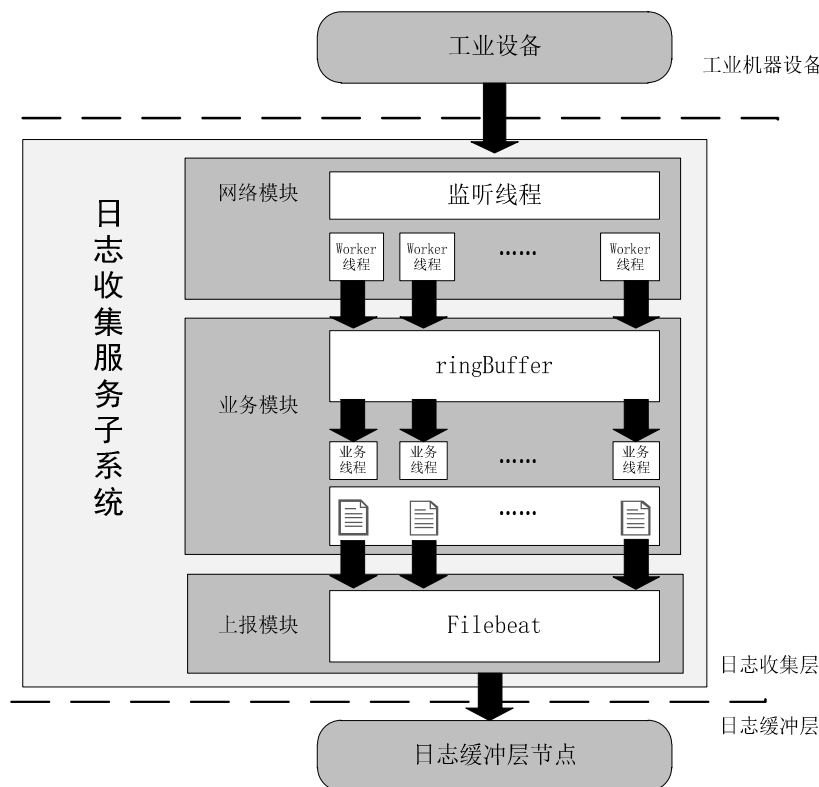 工业设备
工业机器设备
日志收集服务子系统
网络模块
监听线程
Worker
线程
Worker
线程
……
Worker
线程
业务模块
ringBuffer
业务
线程
业务
线程
……
业务
线程
……
上报模块
Filebeat
日志收集层
日志缓冲层
日志缓冲层节点